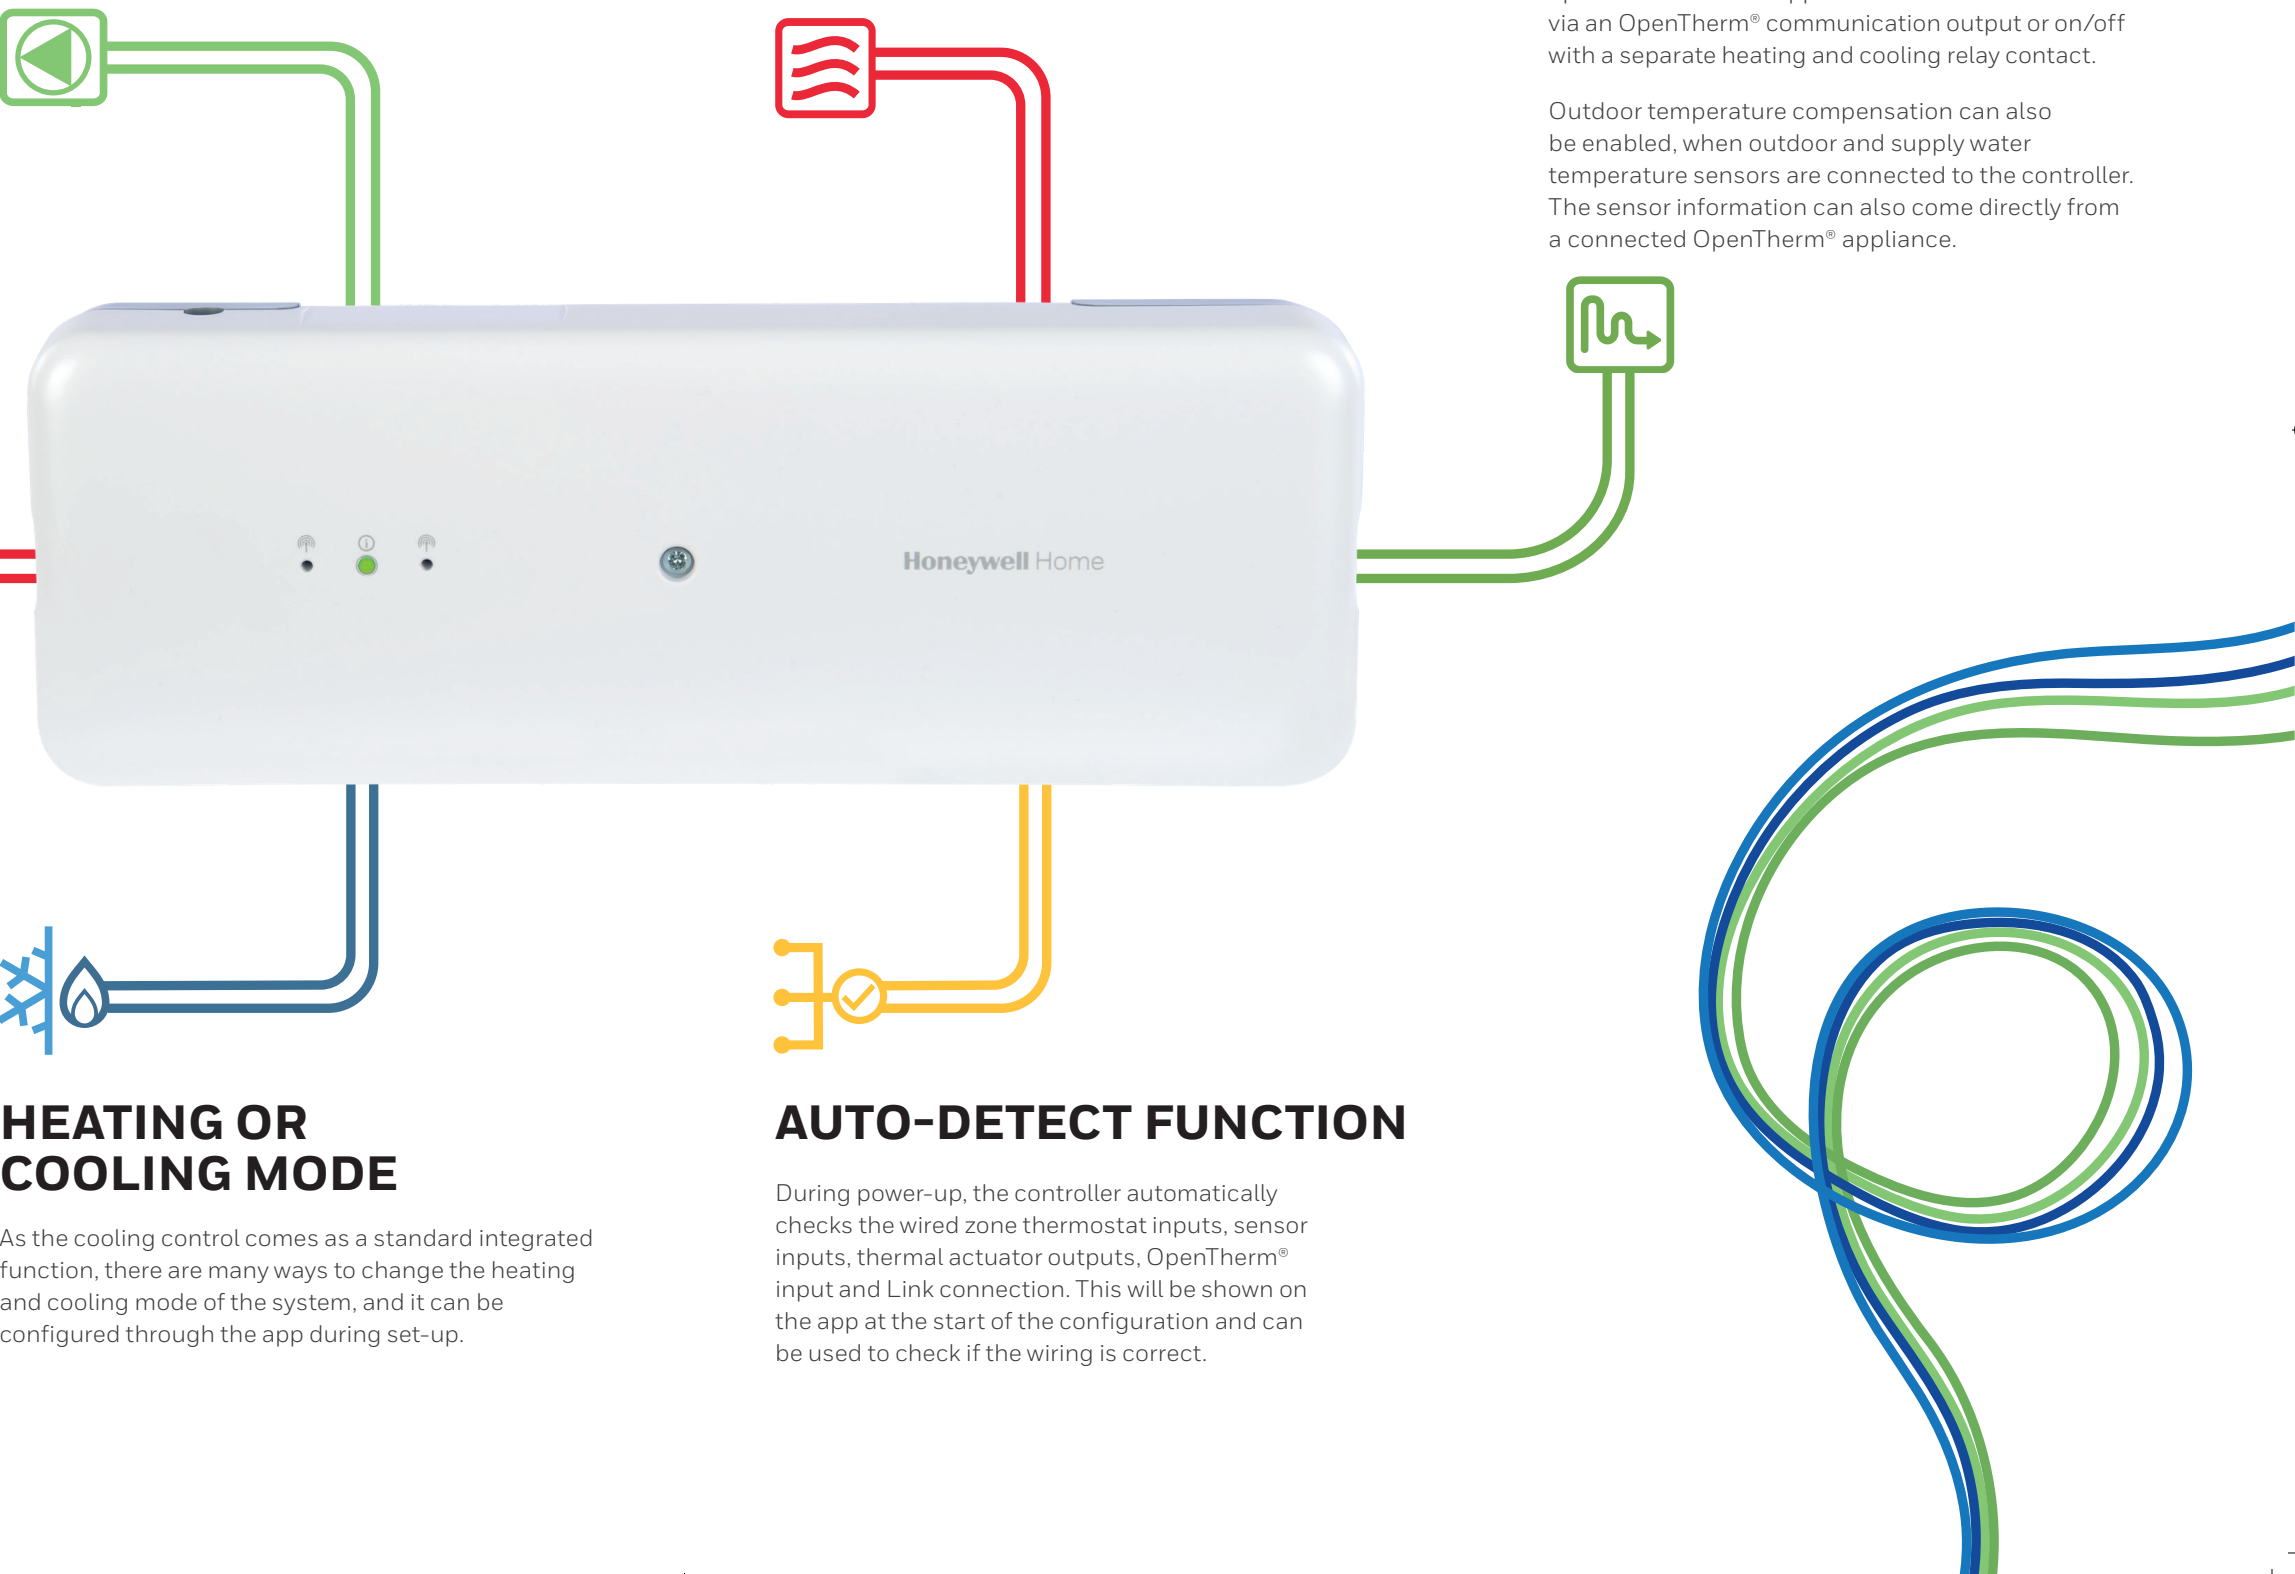 via an OpenTherm® communication output or on/off
with a separate heating and cooling relay contact.
Outdoor temperature compensation can also
be enabled, when outdoor and supply water
temperature sensors are connected to the controller.
The sensor information can also come directly from
a connected OpenTherm® appliance.
Honeywell Home
HEATING OR
COOLING MODE
As the cooling control comes as a standard integrated
function, there are many ways to change the heating
and cooling mode of the system, and it can be
configured through the app during set-up.
AUTO-DETECT FUNCTION
During power-up, the controller automatically
checks the wired zone thermostat inputs, sensor
inputs, thermal actuator outputs, OpenTherm®
input and Link connection. This will be shown on
the app at the start of the configuration and can
be used to check if the wiring is correct.